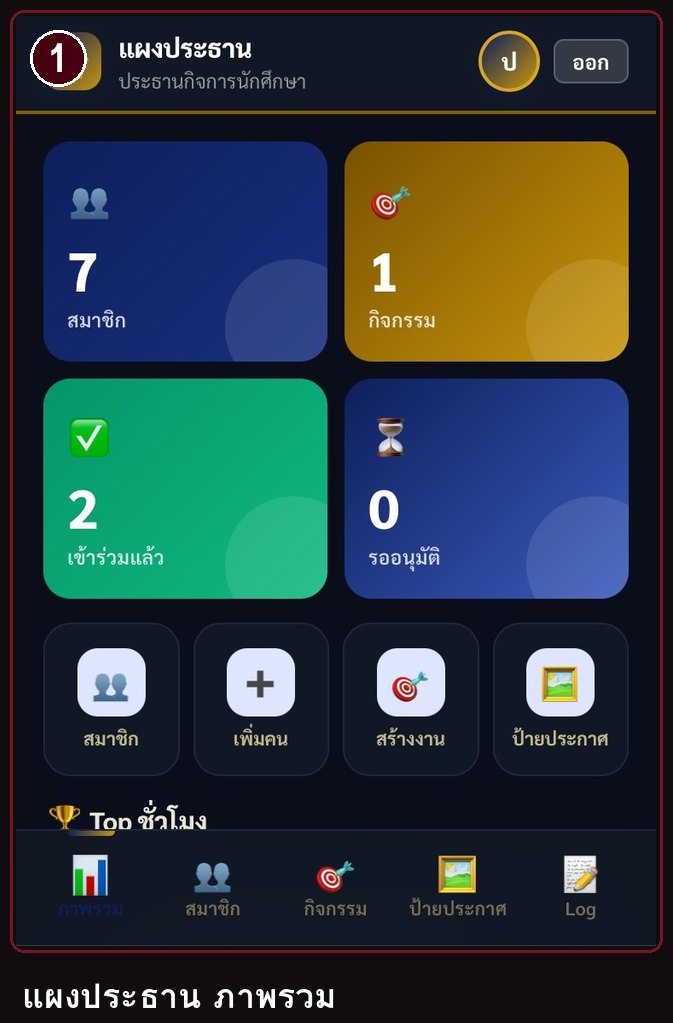 1
แผงประธาน
ประธานกิจการนักศึกษา
ป
ออก
7
สมาชิก
1
กิจกรรม
2
เข้าร่วมแล้ว
0
รออนุมัติ
สมาชิก
เพิ่มคน
สร้างงาน
ป้ายประกาศ
Top ชั่วโมง
ภาพรวม
สมาชิก
กิจกรรม
ป้ายประกาศ
Log
แผงประธาน ภาพรวม